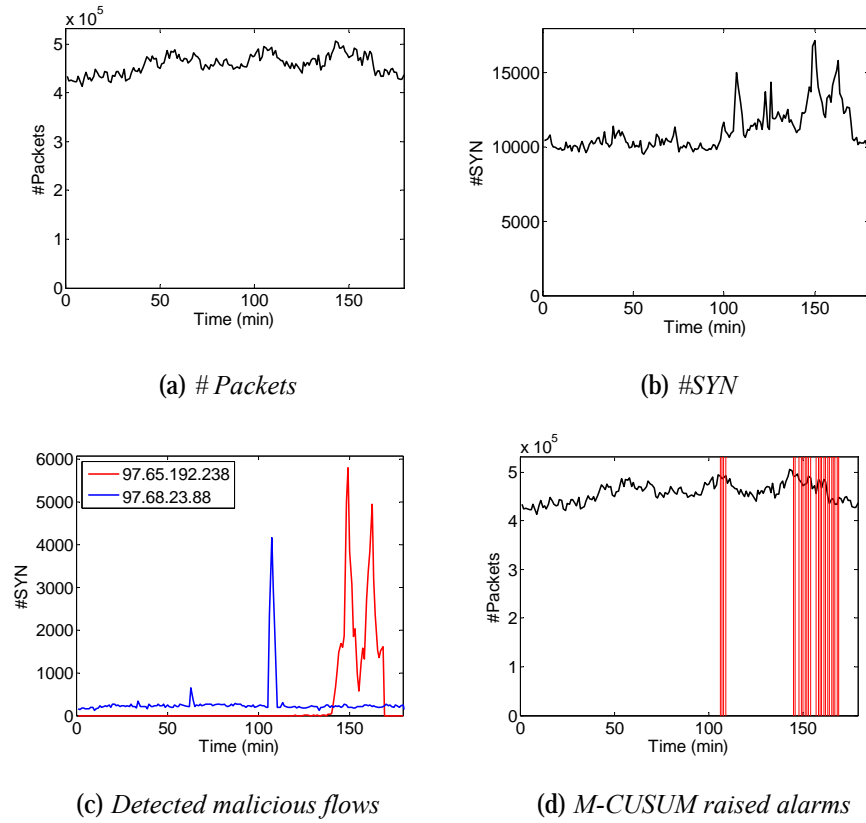 x 10^5
5
4
3
2
1
0
#Packets
0 50 100 150
Time (min)
(a) # Packets
15000
10000
5000
0
#SYN
0 50 100 150
Time (min)
(b) #SYN
6000
5000
4000
3000
2000
1000
0
#SYN
97.65.192.238
97.68.23.88
0 50 100 150
Time (min)
(c) Detected malicious flows
x 10^5
5
4
3
2
1
0
#Packets
0 50 100 150
Time (min)
(d) M-CUSUM raised alarms